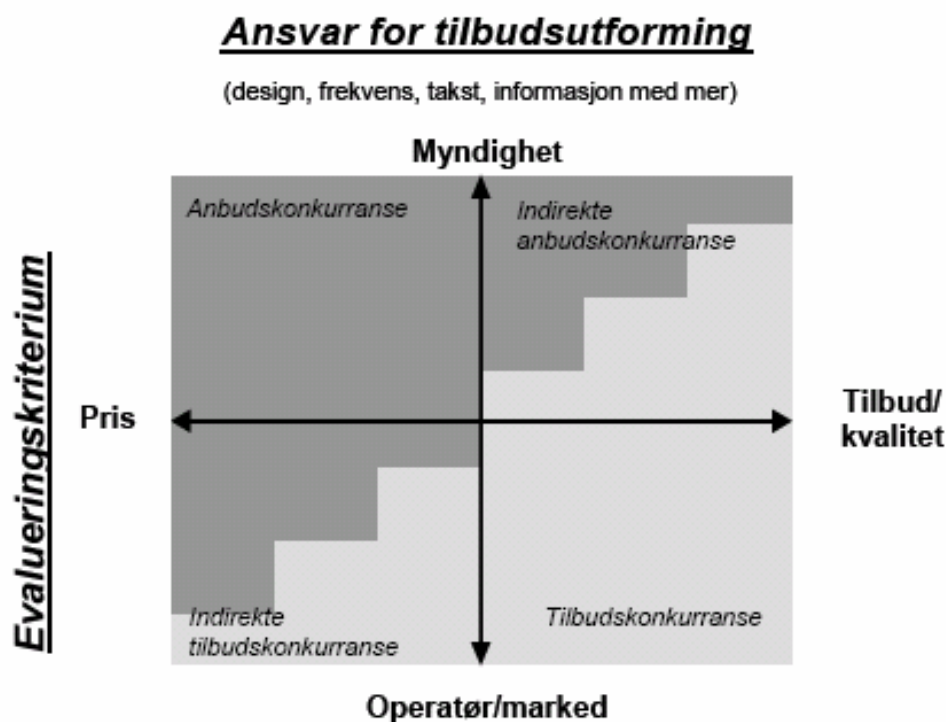 Ansvar for tilbudsutforming
(design, frekvens, takst, informasjon med mer)
Myndighet
Anbudskonkurranse
Indirekte
anbudskonkurranse
Evalueringskriterium
Pris
Tilbud/
kvalitet
Indirekte
tilbudskonkurranse
Tilbudskonkurranse
Operatør/marked